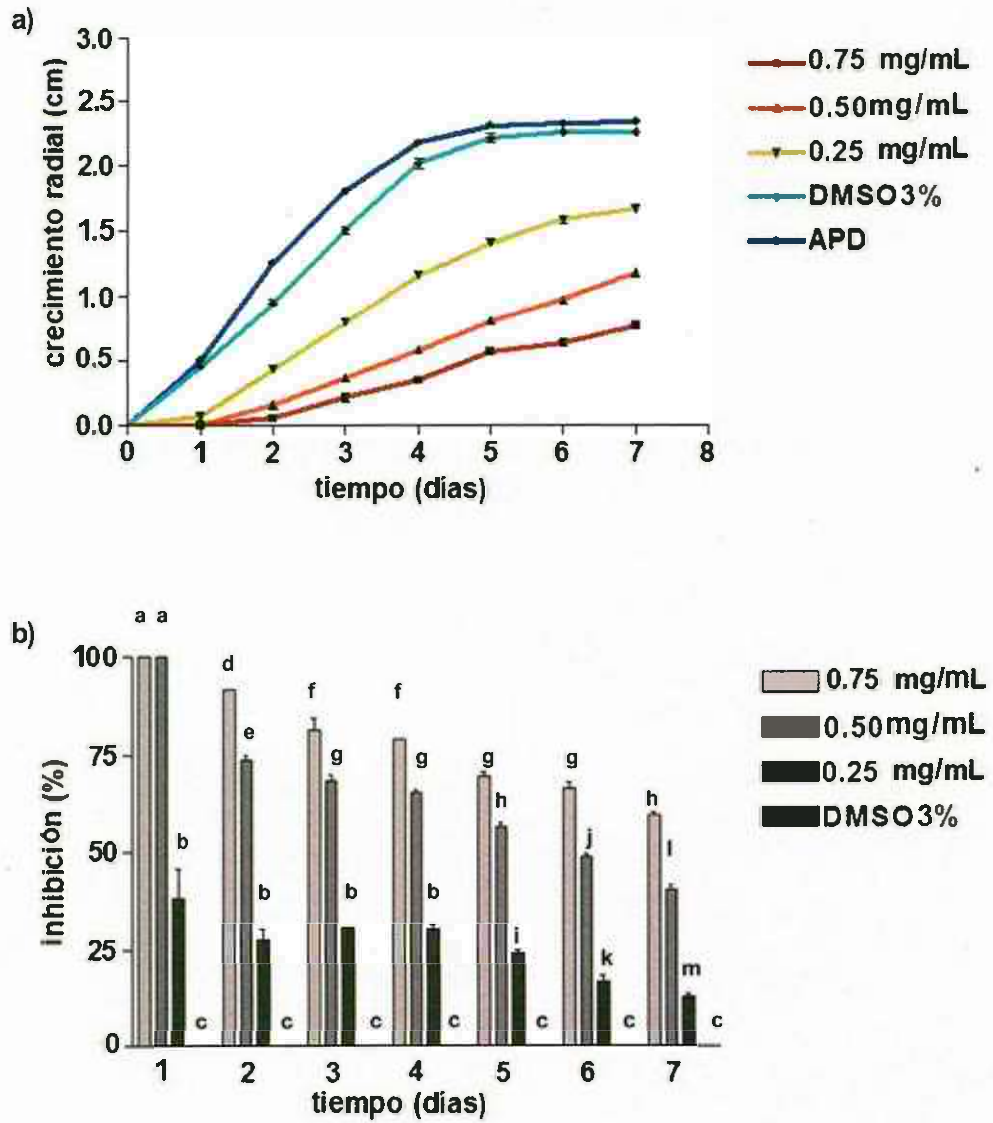 a)
3.0
2.5
2.0
1.5
1.0
0.5
0.0
crecimiento radial (cm)
0 1 2 3 4 5 6 7 8
tiempo (días)
0.75 mg/mL
0.50mg/mL
0.25 mg/mL
DMSO3%
APD
b)
100
75
50
25
0
inhibición (%)
a a
b
c
d
e
b
c
f
g
b
c
f
g
b
c
g
h
i
c
g
j
k
c
h
l
m
c
1 2 3 4 5 6 7
tiempo (días)
0.75 mg/mL
0.50mg/mL
0.25 mg/mL
DMSO3%